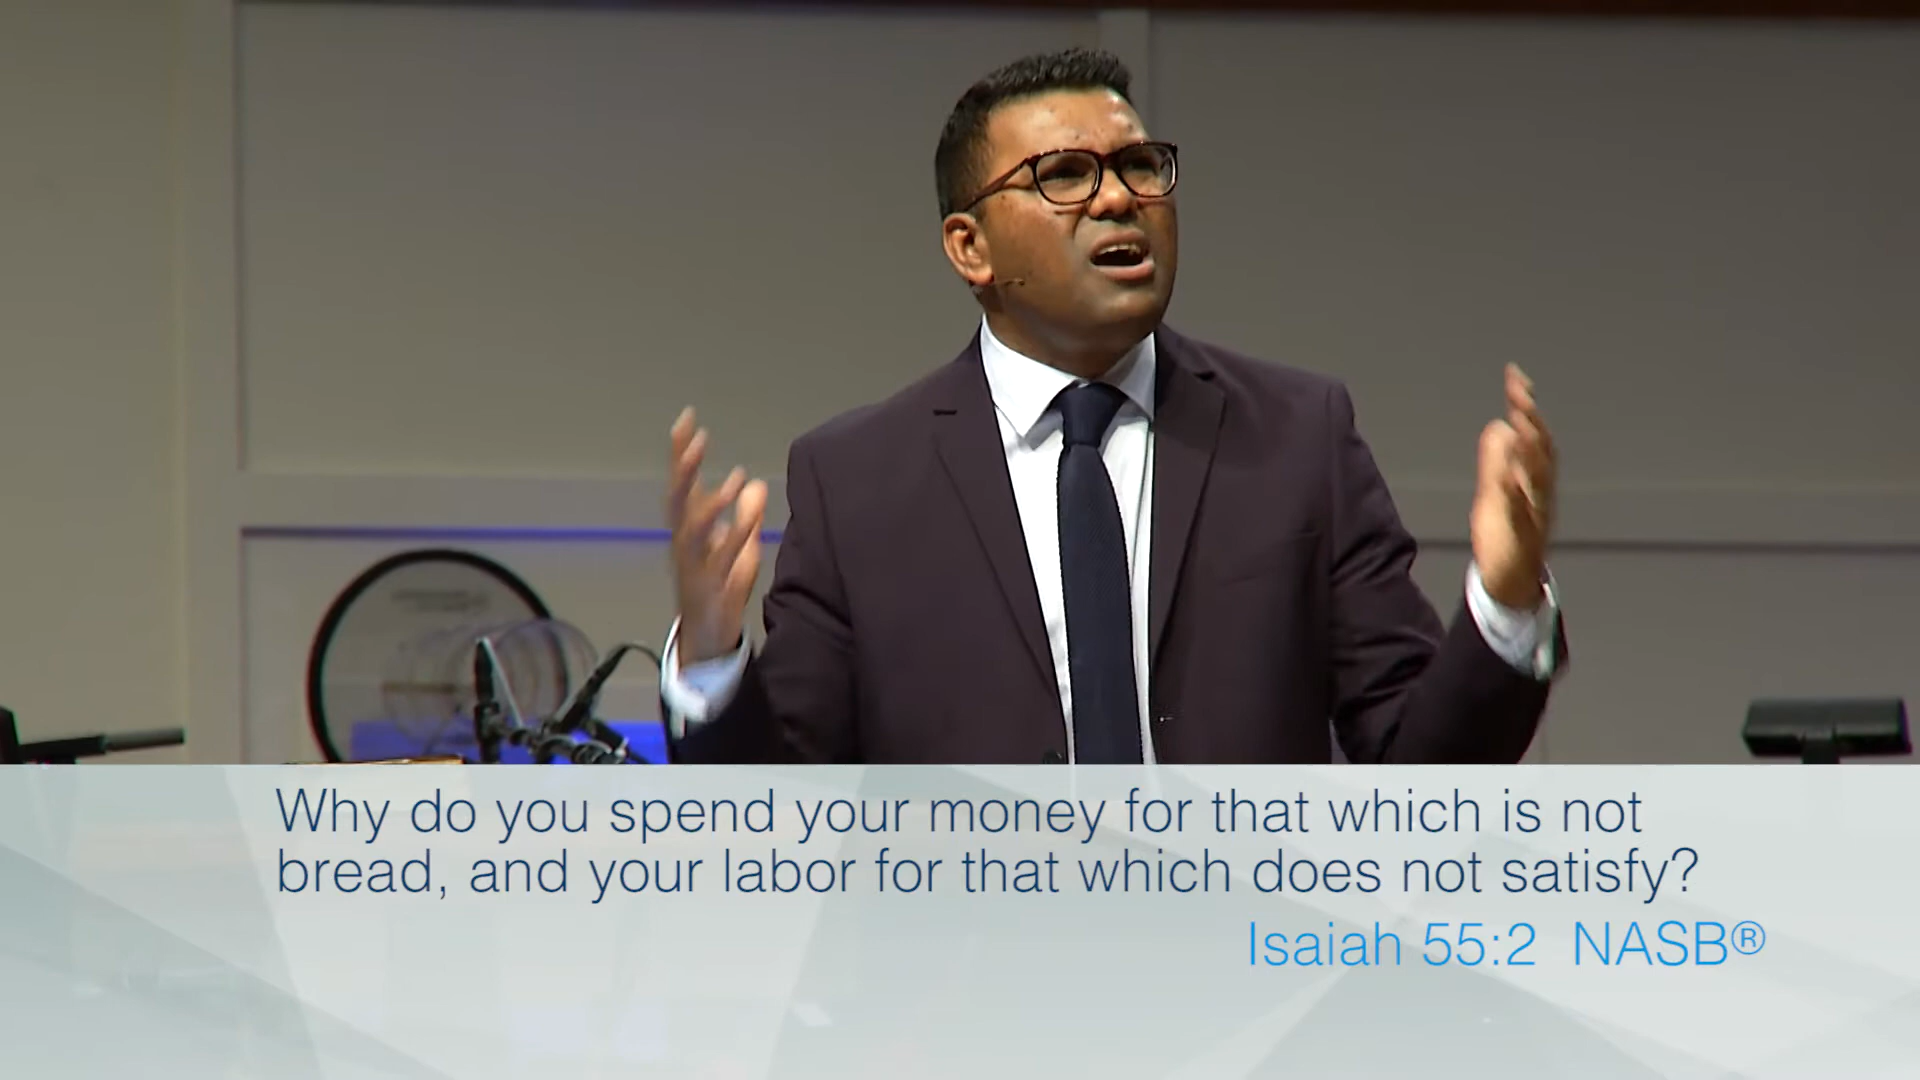 Why do you spend your money for that which is not
bread, and your labor for that which does not satisfy?
Isaiah 55:2 NASB®